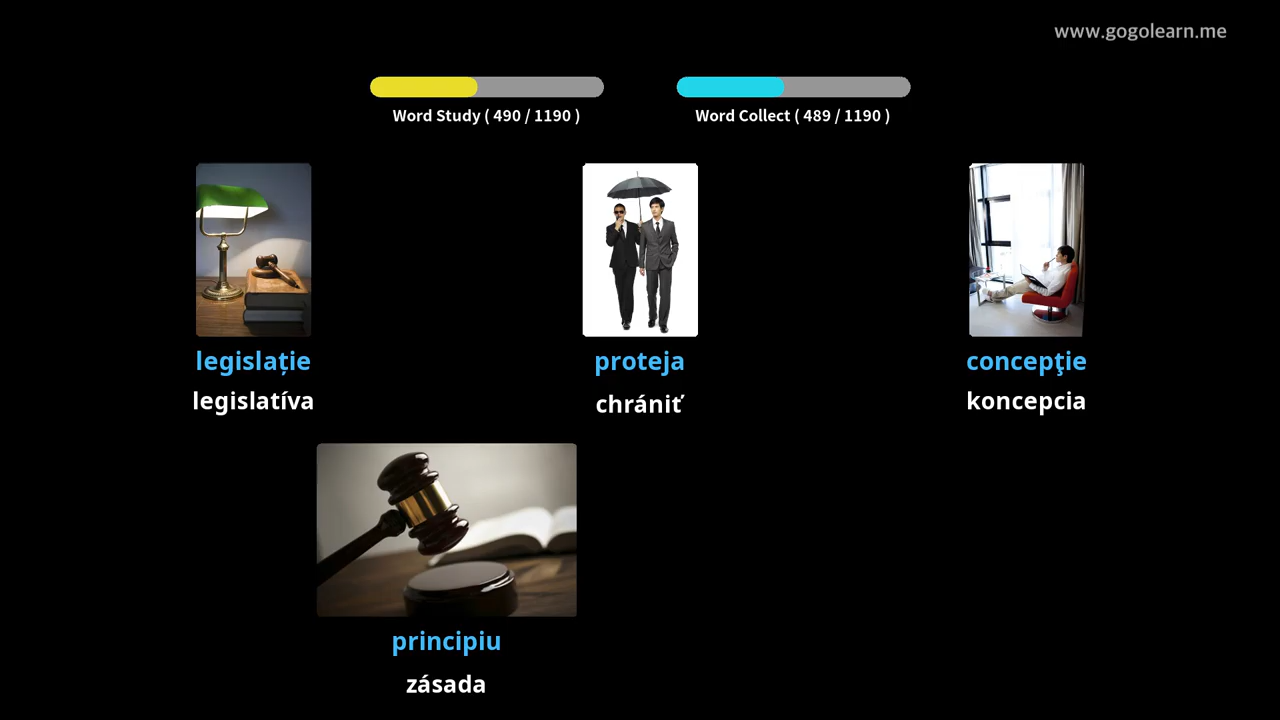 www.gogolearn.me
Word Study ( 490 / 1190 )
Word Collect ( 489 / 1190 )
legislație
legislatíva
proteja
chrániť
concepţie
koncepcia
principiu
zásada